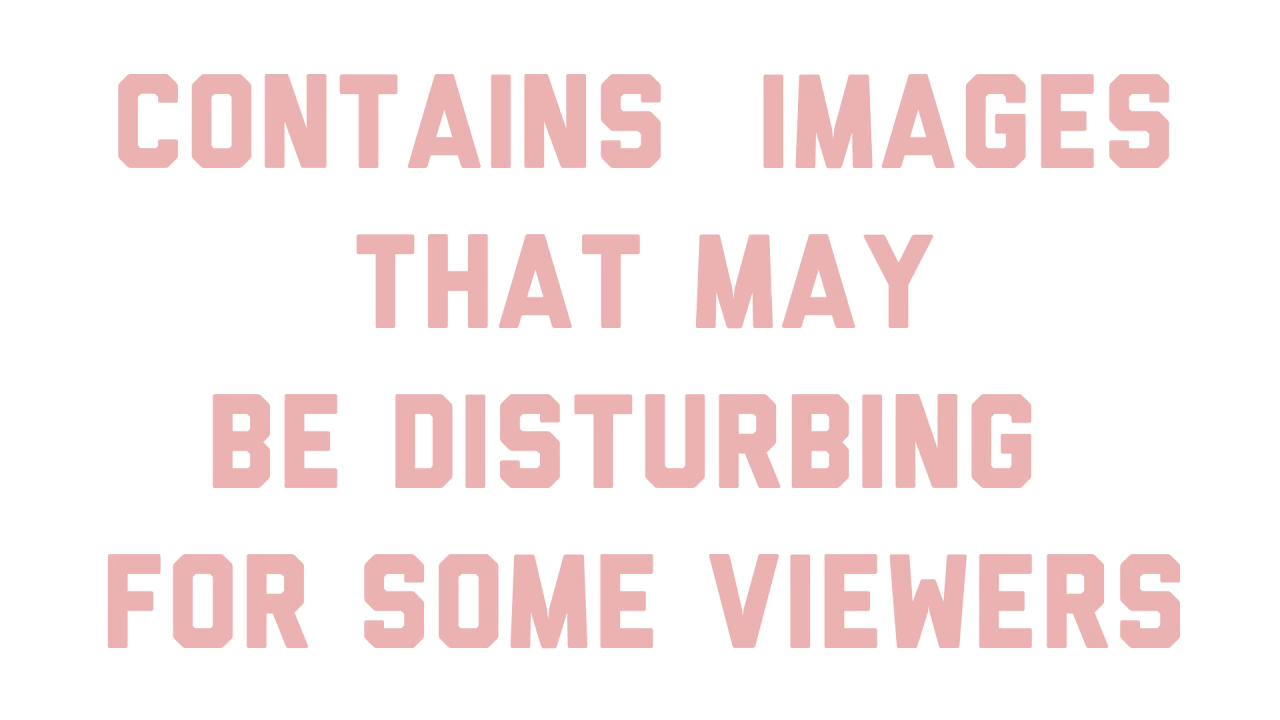 CONTAINS IMAGES
THAT MAY
BE DISTURBING
FOR SOME VIEWERS